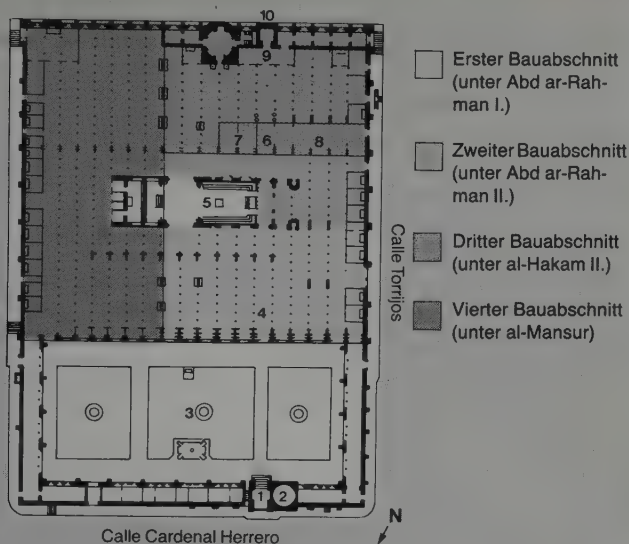 10
9
7 6 8
5
4
3
1 2
Calle Torrijos
Calle Cardenal Herrero
N
Erster Bauabschnitt
(unter Abd ar-Rah-
man I.)
Zweiter Bauabschnitt
(unter Abd ar-Rah-
man II.)
Dritter Bauabschnitt
(unter al-Hakam II.)
Vierter Bauabschnitt
(unter al-Mansur)